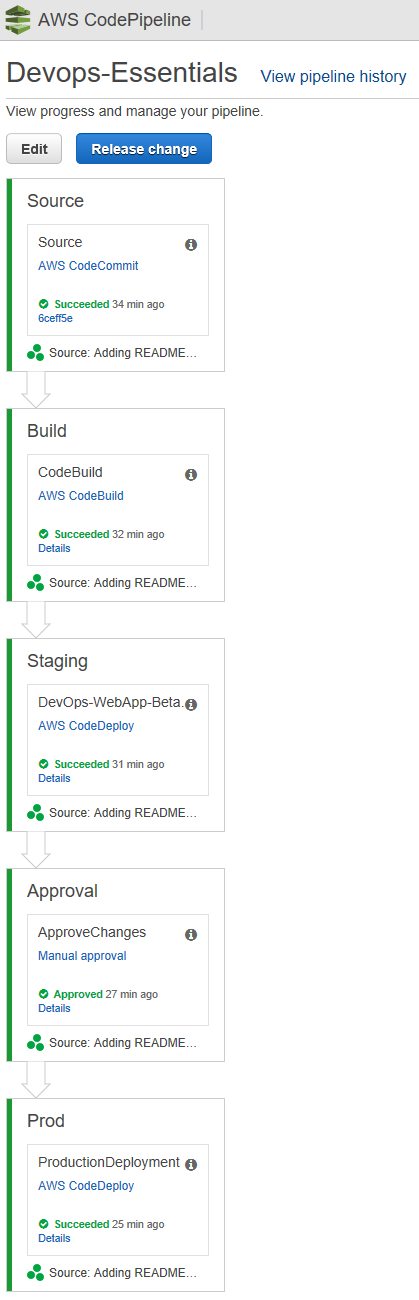 AWS CodePipeline
Devops-Essentials View pipeline history
View progress and manage your pipeline.
Edit Release change
Source
Source
AWS CodeCommit
Succeeded 34 min ago
6ceff5e
Source: Adding README…
Build
CodeBuild
AWS CodeBuild
Succeeded 32 min ago
Details
Source: Adding README…
Staging
DevOps-WebApp-Beta.
AWS CodeDeploy
Succeeded 31 min ago
Details
Source: Adding README…
Approval
ApproveChanges
Manual approval
Approved 27 min ago
Details
Source: Adding README…
Prod
ProductionDeployment
AWS CodeDeploy
Succeeded 25 min ago
Details
Source: Adding README…